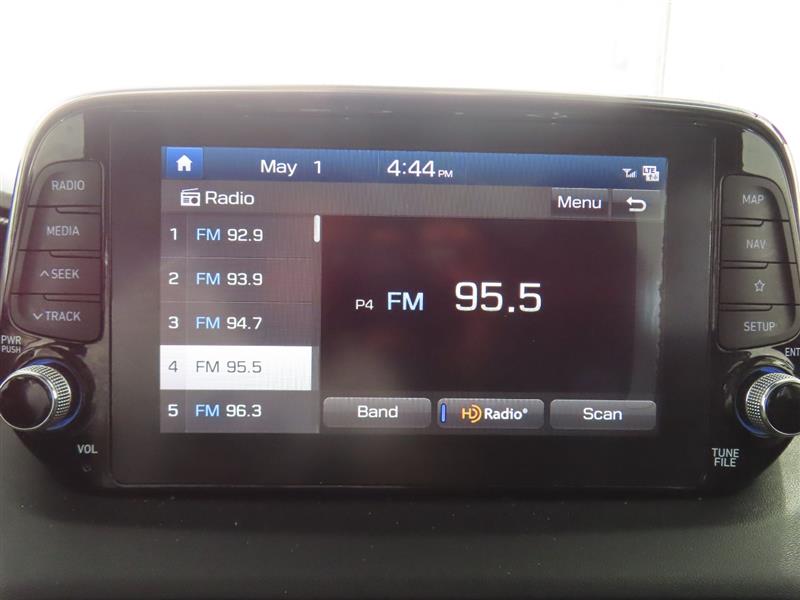 May 1 4:44 PM LTE
Radio Menu
1 FM 92.9
2 FM 93.9
3 FM 94.7
4 FM 95.5
5 FM 96.3
P4 FM 95.5
Band HD Radio® Scan
RADIO
MEDIA
SEEK
TRACK
PWR
PUSH
VOL
MAP
NAV
SETUP
ENT
TUNE
FILE